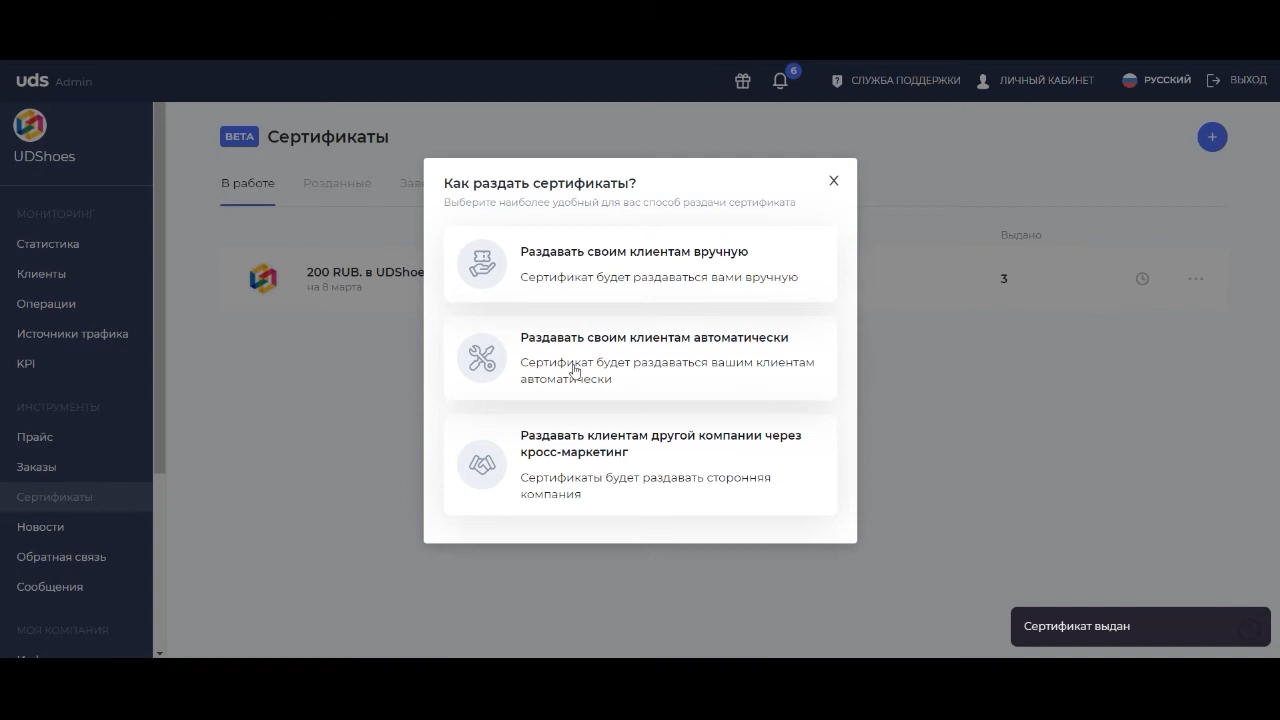 uds Admin
6
СЛУЖБА ПОДДЕРЖКИ
ЛИЧНЫЙ КАБИНЕТ
РУССКИЙ
ВЫХОД
UDShoes
МОНИТОРИНГ
Статистика
Клиенты
Операции
Источники трафика
KPI
ИНСТРУМЕНТЫ
Прайс
Заказы
Сертификаты
Новости
Обратная связь
Сообщения
МОЯ КОМПАНИЯ
BETA Сертификаты
+
В работе
Розданные
Выдано
200 RUB. в UDShoe
на 8 марта
3
Как раздать сертификаты?
X
Выберите наиболее удобный для вас способ раздачи сертификата
Раздавать своим клиентам вручную
Сертификат будет раздаваться вами вручную
Раздавать своим клиентам автоматически
Сертификат будет раздаваться вашим клиентам
автоматически
Раздавать клиентам другой компании через
кросс-маркетинг
Сертификаты будет раздавать сторонняя
компания
Сертификат выдан